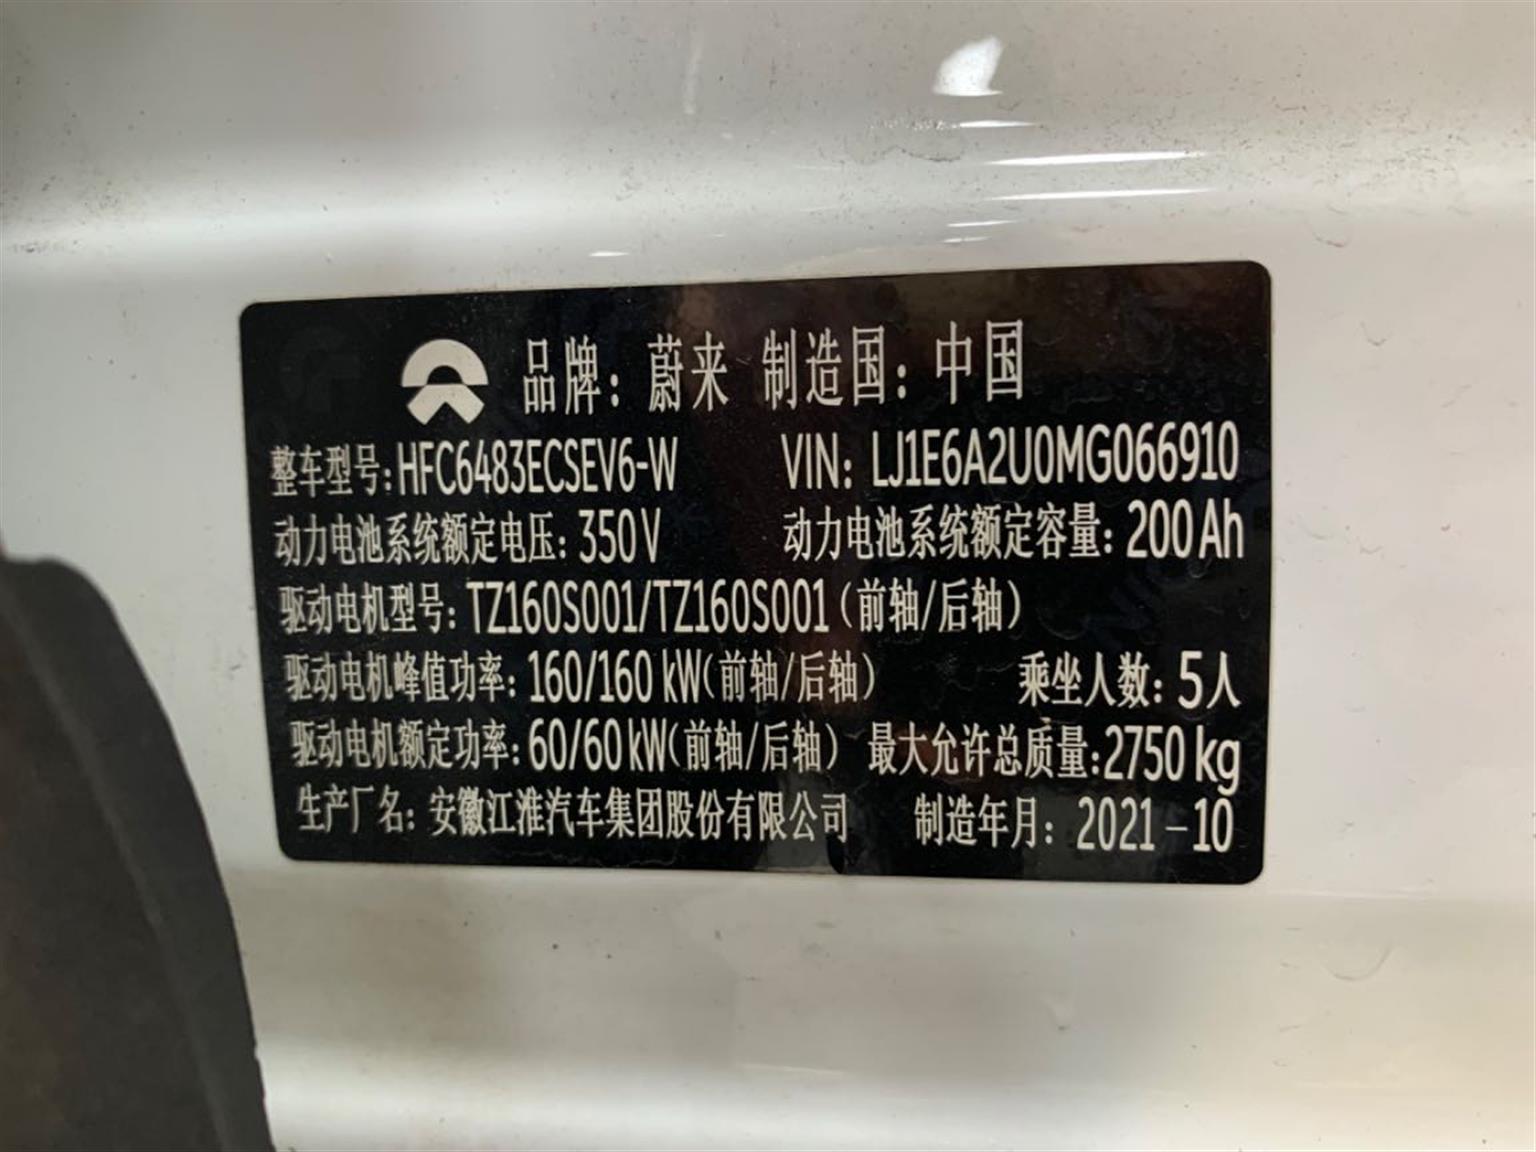 品牌：蔚来 制造国：中国
整车型号：HFC6483ECSEV6-W VIN：LJ1E6A2U0MG066910
动力电池系统额定电压：350V 动力电池系统额定容量：200Ah
驱动电机型号：TZ160S001/TZ160S001（前轴/后轴）
驱动电机峰值功率：160/160 kW（前轴/后轴） 乘坐人数：5人
驱动电机额定功率：60/60kW（前轴/后轴） 最大允许总质量：2750kg
生产厂名：安徽江淮汽车集团股份有限公司 制造年月：2021-10